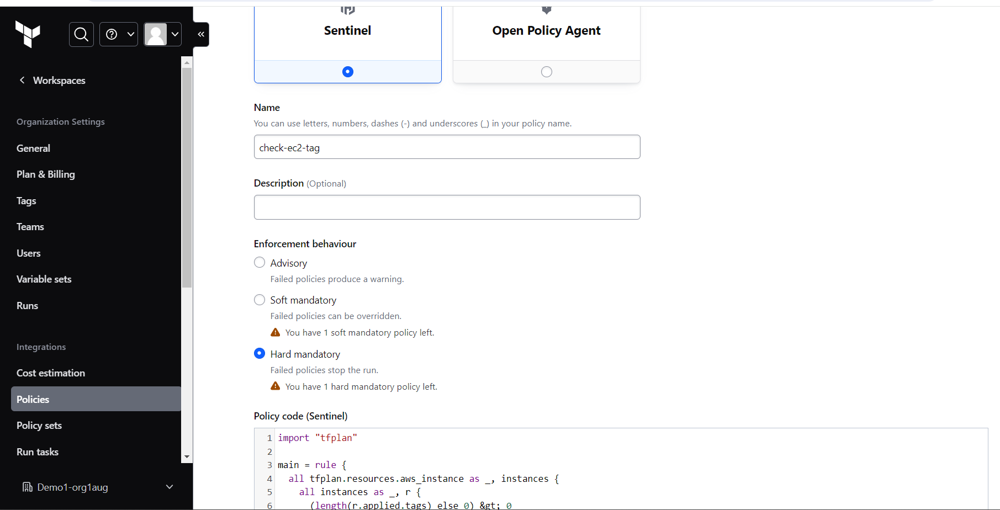 Workspaces
Organization Settings
General
Plan & Billing
Tags
Teams
Users
Variable sets
Runs
Integrations
Cost estimation
Policies
Policy sets
Run tasks
Demo1-org1aug
Sentinel
Open Policy Agent
Name
You can use letters, numbers, dashes (-) and underscores (_) in your policy name.
check-ec2-tag
Description (Optional)
Enforcement behaviour
Advisory
Failed policies produce a warning.
Soft mandatory
Failed policies can be overridden.
You have 1 soft mandatory policy left.
Hard mandatory
Failed policies stop the run.
You have 1 hard mandatory policy left.
Policy code (Sentinel)
1 import "tfplan"
2
3 main = rule {
4 all tfplan.resources.aws_instance as _, instances {
5 all instances as _, r {
6 (length(r.applied.tags) else 0) &gt; 0